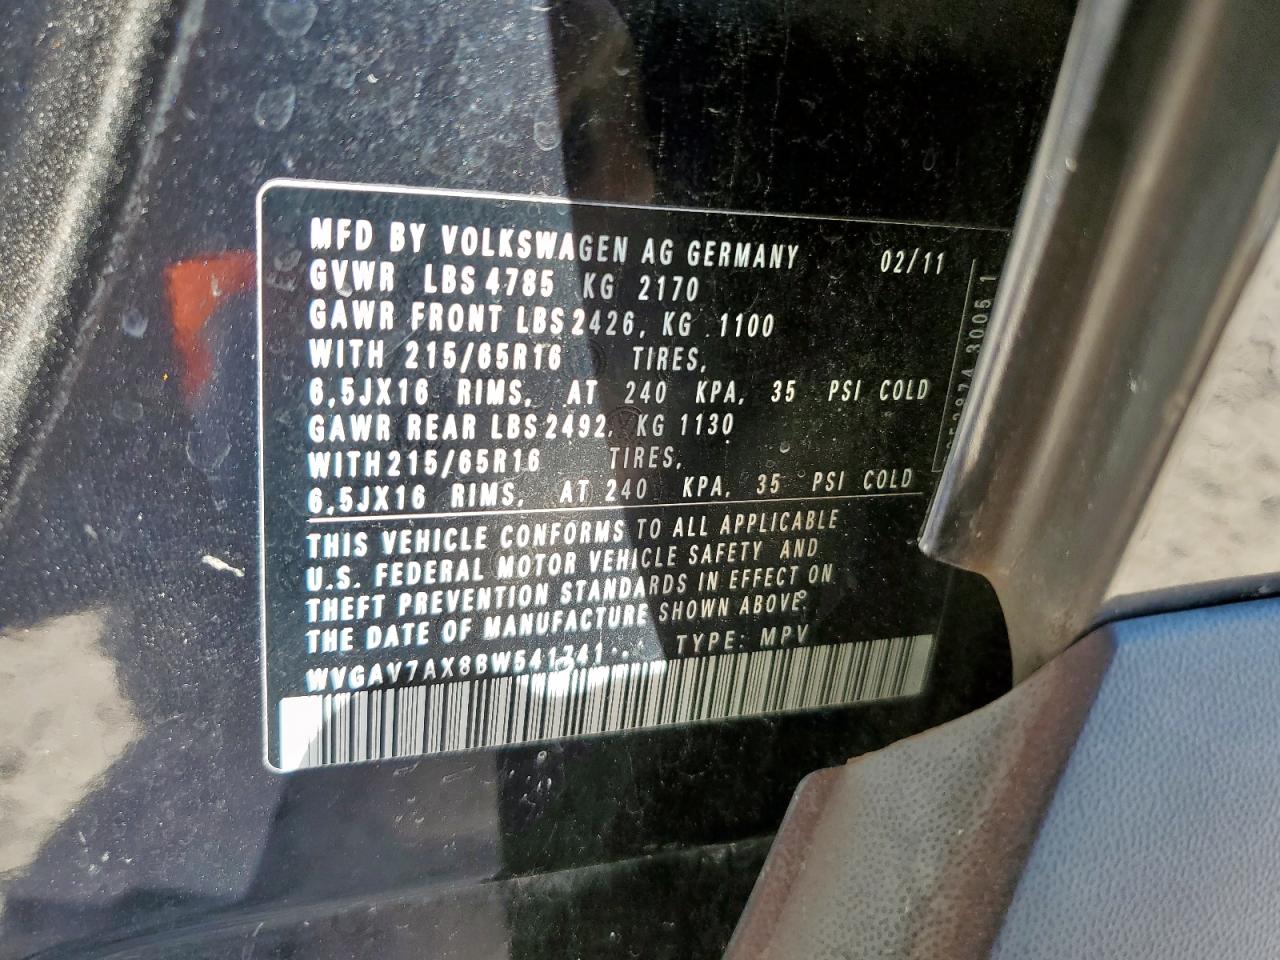 MFD BY VOLKSWAGEN AG GERMANY 02/11
GVWR LBS 4785 KG 2170
GAWR FRONT LBS 2426, KG 1100
WITH 215/65R16 TIRES,
6,5JX16 RIMS, AT 240 KPA, 35 PSI COLD
GAWR REAR LBS 2492, KG 1130
WITH 215/65R16 TIRES,
6,5JX16 RIMS, AT 240 KPA, 35 PSI COLD
THIS VEHICLE CONFORMS TO ALL APPLICABLE
U.S. FEDERAL MOTOR VEHICLE SAFETY AND
THEFT PREVENTION STANDARDS IN EFFECT ON
THE DATE OF MANUFACTURE SHOWN ABOVE.
TYPE: MPV